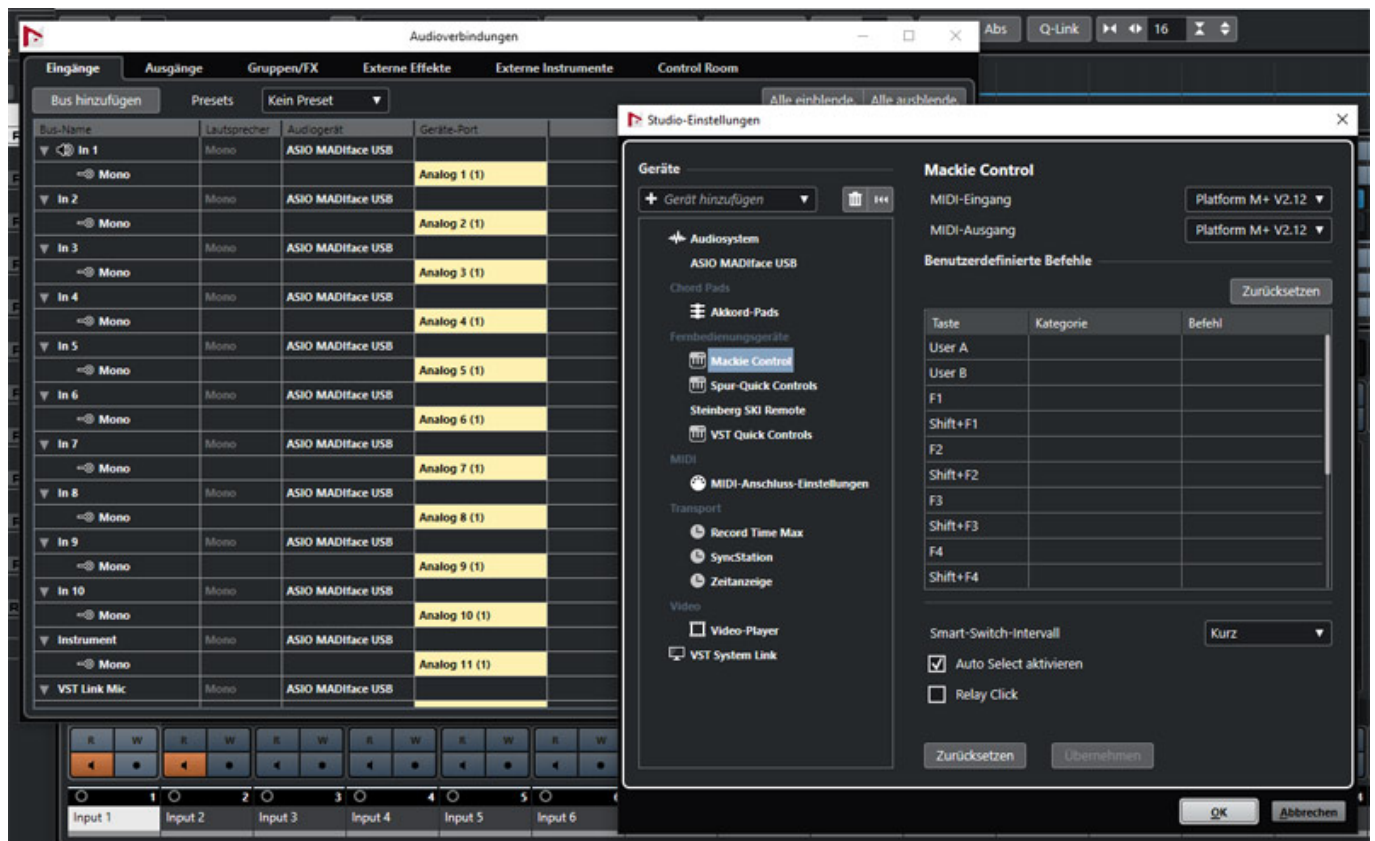 Abs Q-Link 16
Audioverbindungen
Eingänge Ausgänge Gruppen/FX Externe Effekte Externe Instrumente Control Room
Bus hinzufügen Presets Kein Preset Alle einblende. Alle ausblende.
Bus-Name Lautsprecher Audiogerät Geräte-Port
In 1 Mono ASIO MADIface USB
Mono Analog 1 (1)
In 2 Mono ASIO MADIface USB
Mono Analog 2 (1)
In 3 Mono ASIO MADIface USB
Mono Analog 3 (1)
In 4 Mono ASIO MADIface USB
Mono Analog 4 (1)
In 5 Mono ASIO MADIface USB
Mono Analog 5 (1)
In 6 Mono ASIO MADIface USB
Mono Analog 6 (1)
In 7 Mono ASIO MADIface USB
Mono Analog 7 (1)
In 8 Mono ASIO MADIface USB
Mono Analog 8 (1)
In 9 Mono ASIO MADIface USB
Mono Analog 9 (1)
In 10 Mono ASIO MADIface USB
Mono Analog 10 (1)
Instrument Mono ASIO MADIface USB
Mono Analog 11 (1)
VST Link Mic Mono ASIO MADIface USB
Studio-Einstellungen
Geräte
Gerät hinzufügen
Audiosystem
ASIO MADIface USB
Chord Pads
Akkord-Pads
Fernbedienungsgeräte
Mackie Control
Spur-Quick Controls
Steinberg SKI Remote
VST Quick Controls
MIDI
MIDI-Anschluss-Einstellungen
Transport
Record Time Max
SyncStation
Zeitanzeige
Video
Video-Player
VST System Link
Mackie Control
MIDI-Eingang Platform M+ V2.12
MIDI-Ausgang Platform M+ V2.12
Benutzerdefinierte Befehle
Zurücksetzen
Taste Kategorie Befehl
User A
User B
F1
Shift+F1
F2
Shift+F2
F3
Shift+F3
F4
Shift+F4
Smart-Switch-Intervall Kurz
Auto Select aktivieren
Relay Click
Zurücksetzen Übernehmen
OK Abbrechen
R W R W R W R W R W R W
1 2 3 4 5
Input 1 Input 2 Input 3 Input 4 Input 5 Input 6